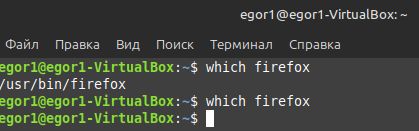 egor1@egor1-VirtualBox: ~
Файл Правка Вид Поиск Терминал Справка
egor1@egor1-VirtualBox:~$ which firefox
/usr/bin/firefox
egor1@egor1-VirtualBox:~$ which firefox
egor1@egor1-VirtualBox:~$